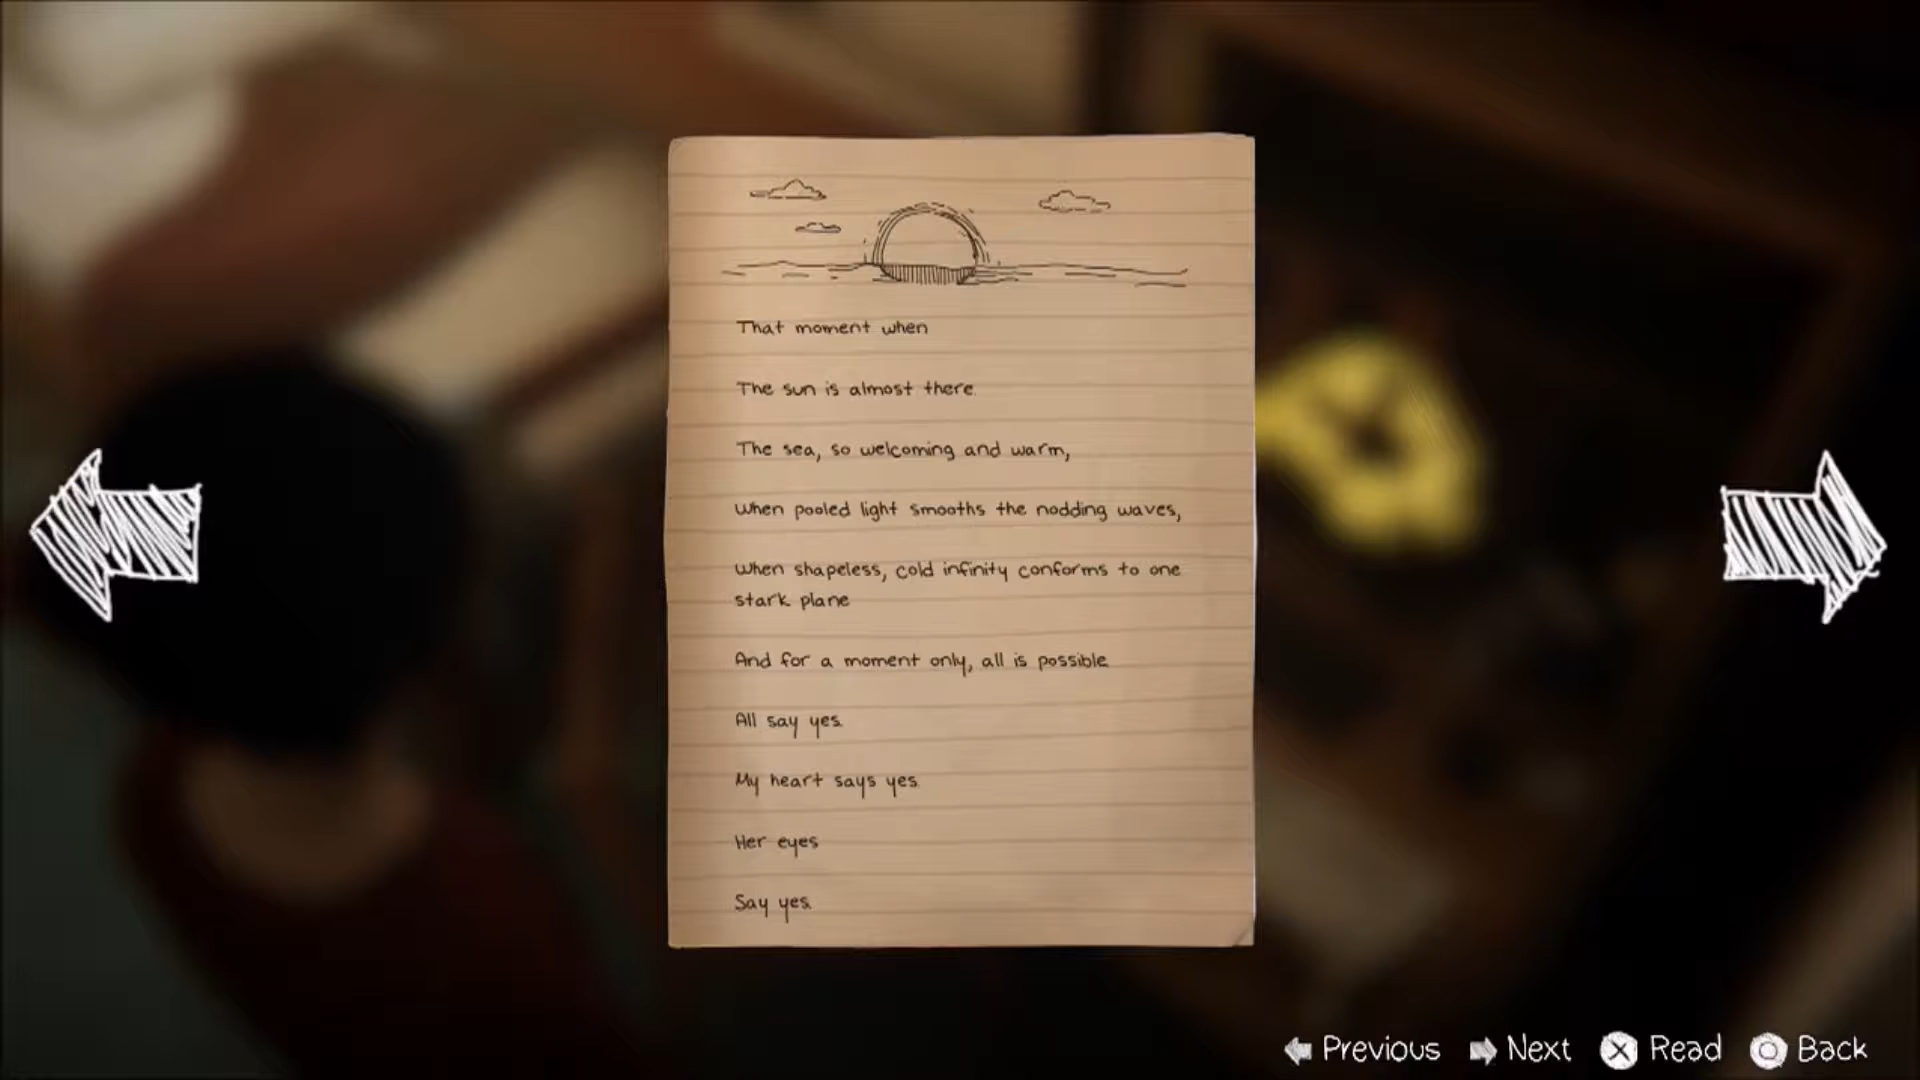 That moment when
The sun is almost there.
The sea, so welcoming and warm,
When pooled light smooths the nodding waves,
When shapeless, cold infinity conforms to one
stark plane
And for a moment only, all is possible.
All say yes.
My heart says yes.
Her eyes
Say yes.
Previous Next Read Back